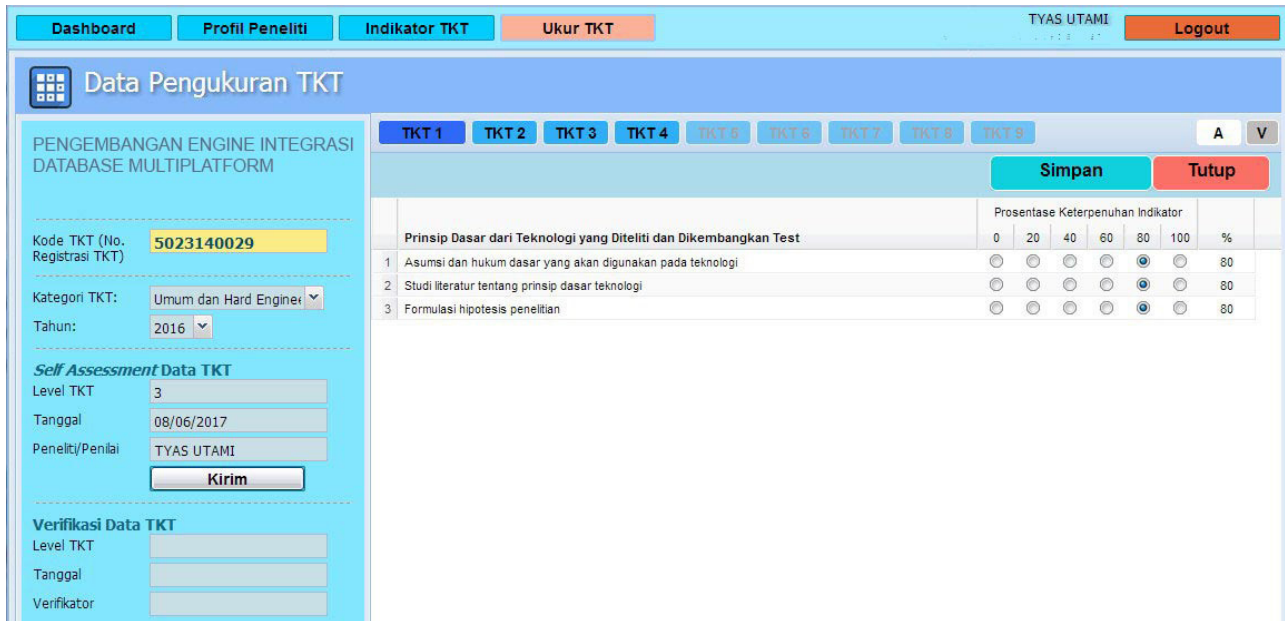 Dashboard Profil Peneliti Indikator TKT Ukur TKT TYAS UTAMI Logout
Data Pengukuran TKT
PENGEMBANGAN ENGINE INTEGRASI
DATABASE MULTIPLATFORM
Kode TKT (No.
Registrasi TKT) 5023140029
Kategori TKT: Umum dan Hard Enginee
Tahun: 2016
Self Assessment Data TKT
Level TKT 3
Tanggal 08/06/2017
Peneliti/Penilai TYAS UTAMI
Kirim
Verifikasi Data TKT
Level TKT
Tanggal
Verifikator
TKT 1 TKT 2 TKT 3 TKT 4 TKT 5 TKT 6 TKT 7 TKT 8 TKT 9 A V
Simpan Tutup
Prosentase Keterpenuhan Indikator
Prinsip Dasar dari Teknologi yang Diteliti dan Dikembangkan Test 0 20 40 60 80 100 %
1 Asumsi dan hukum dasar yang akan digunakan pada teknologi 80
2 Studi literatur tentang prinsip dasar teknologi 80
3 Formulasi hipotesis penelitian 80